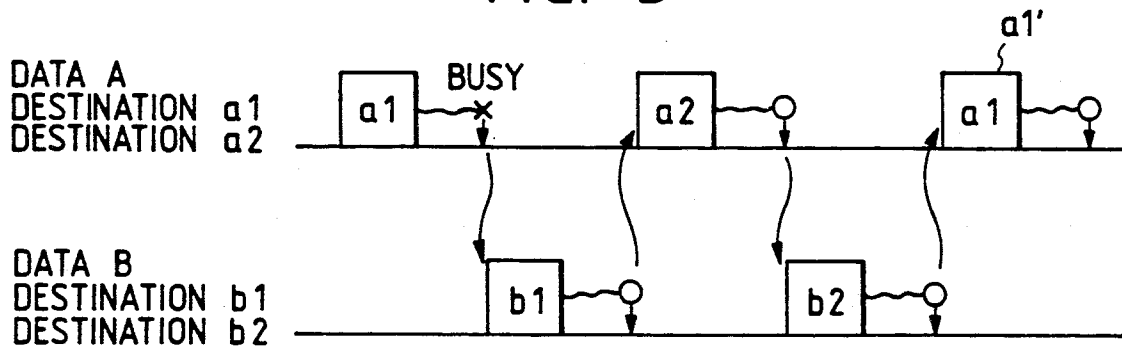 a1'
DATA A
DESTINATION a1
DESTINATION a2
a1
BUSY
a2
a1
DATA B
DESTINATION b1
DESTINATION b2
b1
b2